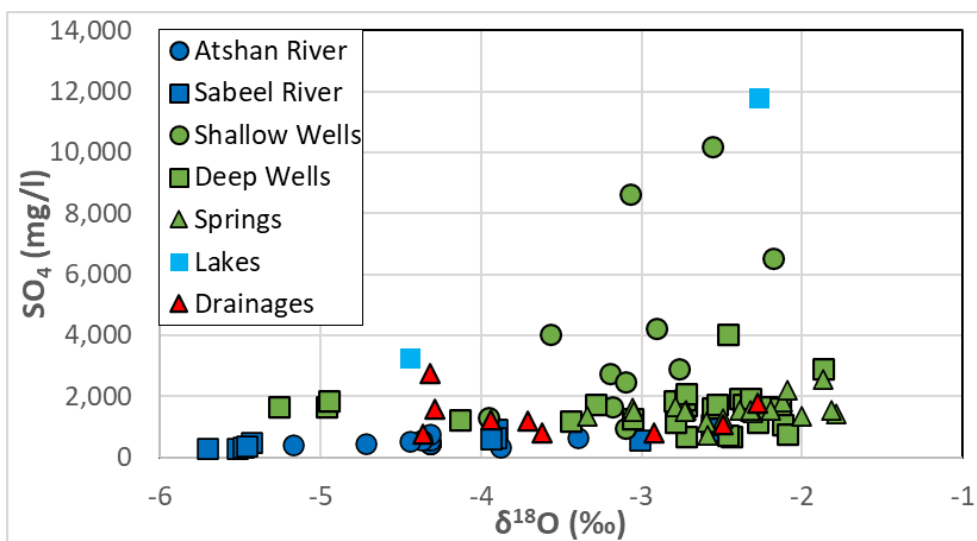 14,000
12,000
10,000
8,000
6,000
4,000
2,000
0
SO₄ (mg/l)
Atshan River
Sabeel River
Shallow Wells
Deep Wells
Springs
Lakes
Drainages
-6 -5 -4 -3 -2 -1
δ¹⁸O (‰)